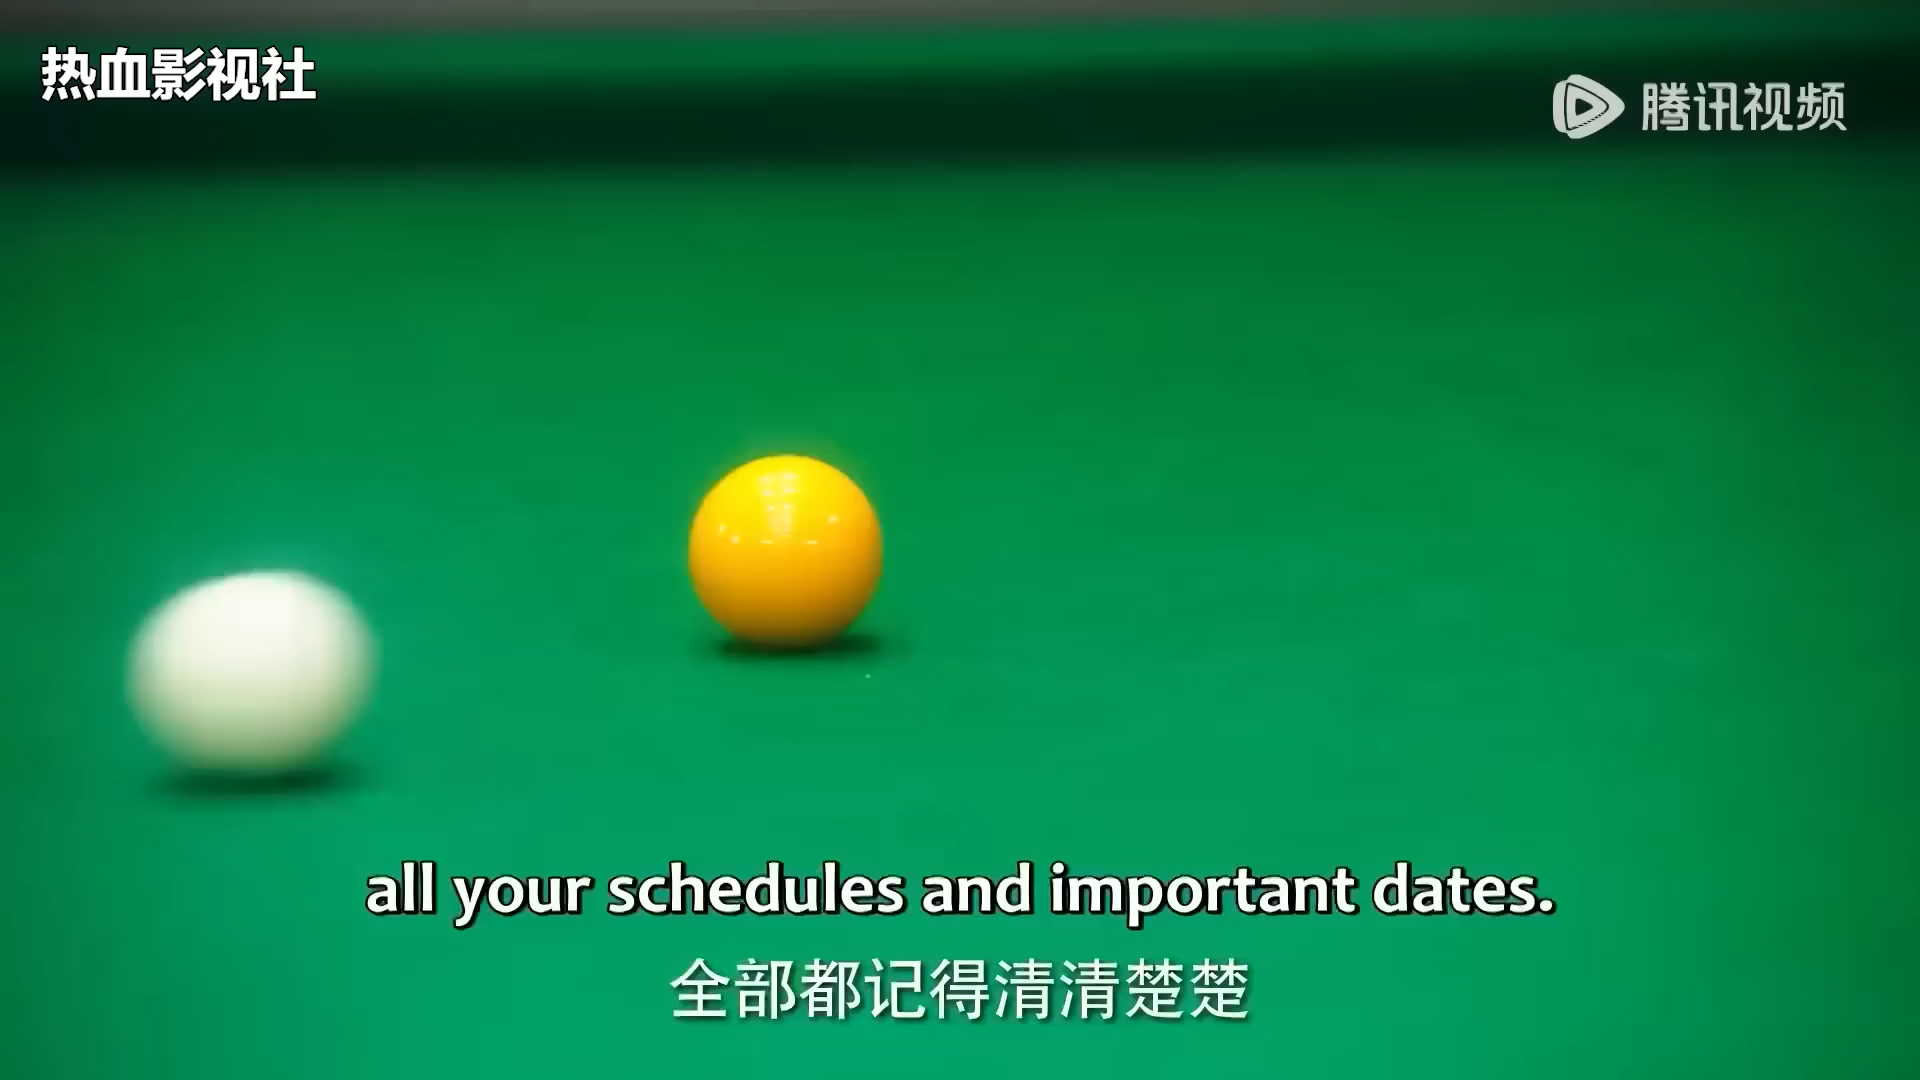 热血影视社
腾讯视频
all your schedules and important dates.
全部都记得清清楚楚